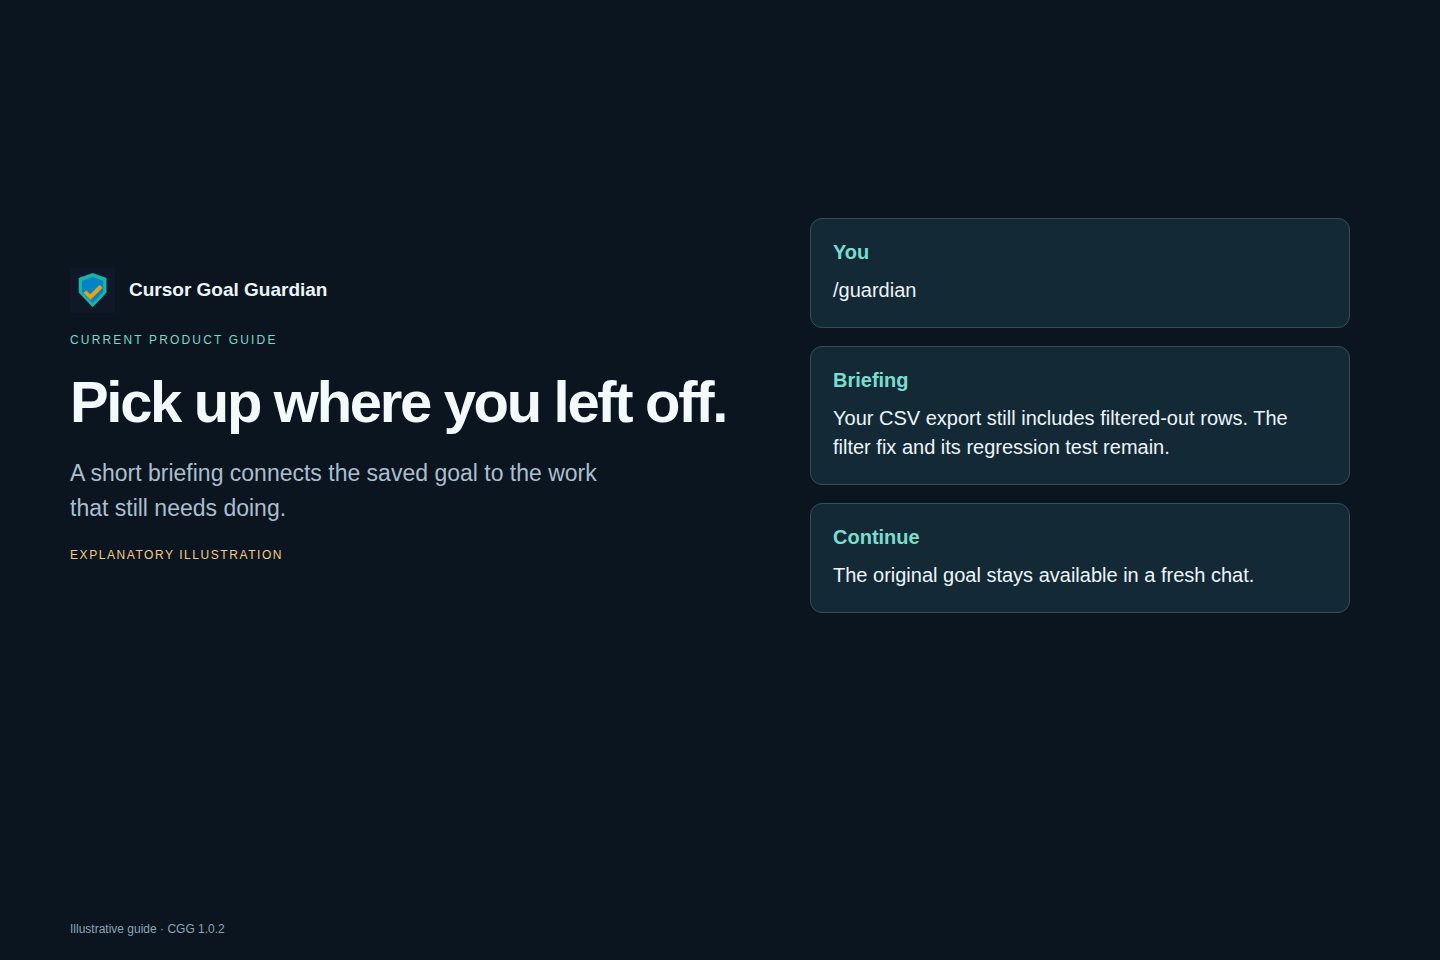 Cursor Goal Guardian
CURRENT PRODUCT GUIDE
Pick up where you left off.
A short briefing connects the saved goal to the work
that still needs doing.
EXPLANATORY ILLUSTRATION
You
/guardian
Briefing
Your CSV export still includes filtered-out rows. The
filter fix and its regression test remain.
Continue
The original goal stays available in a fresh chat.
Illustrative guide · CGG 1.0.2